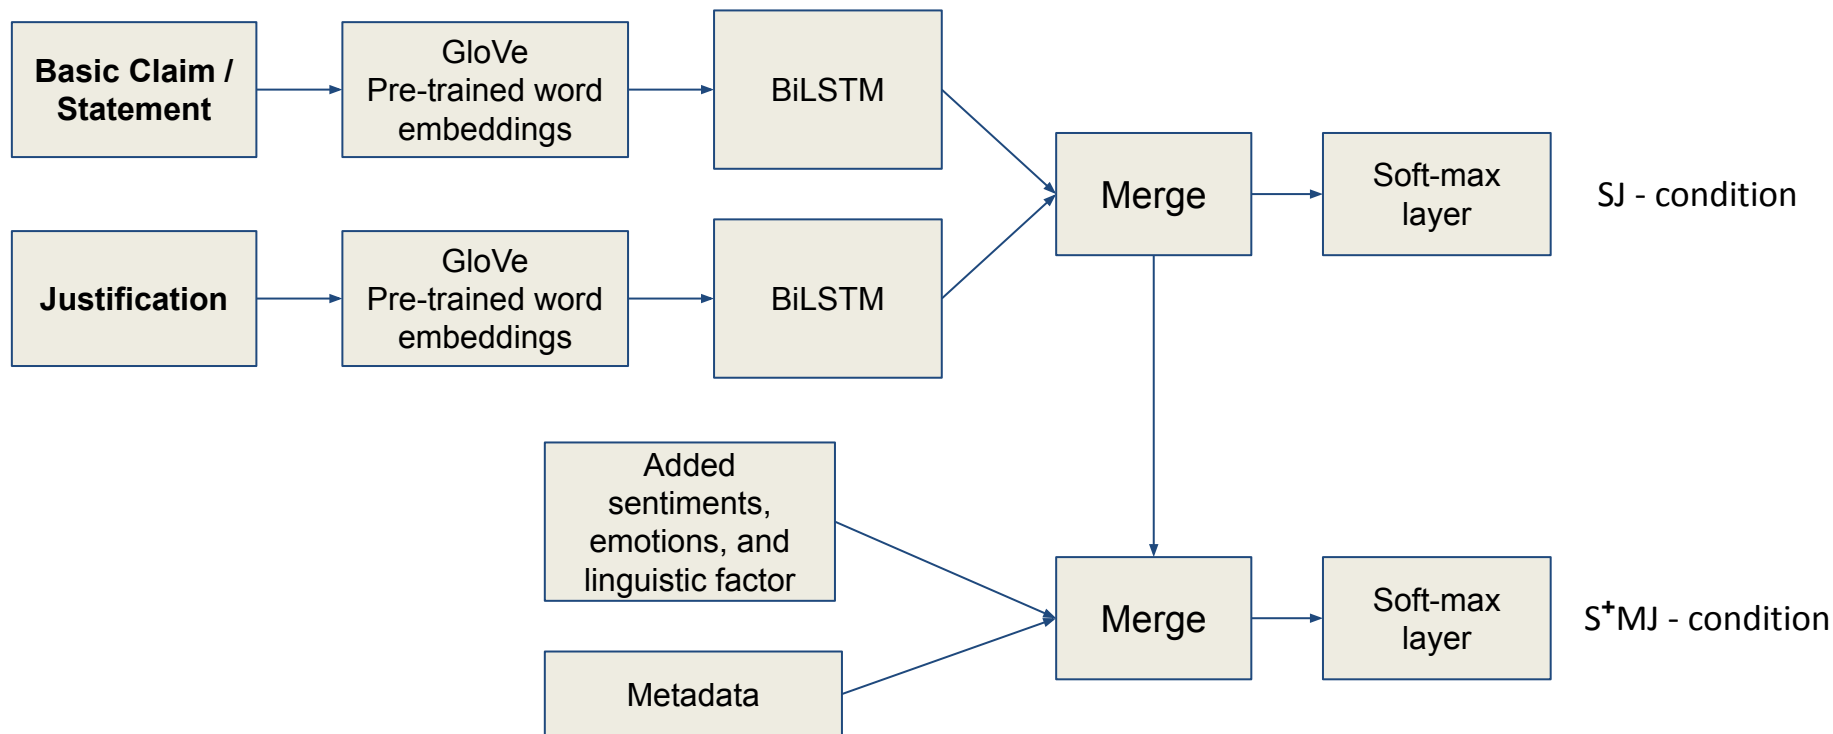 Basic Claim /
Statement
GloVe
Pre-trained word
embeddings
BiLSTM
Justification
GloVe
Pre-trained word
embeddings
BiLSTM
Merge
Soft-max
layer
SJ - condition
Added
sentiments,
emotions, and
linguistic factor
Metadata
Merge
Soft-max
layer
S⁺MJ - condition